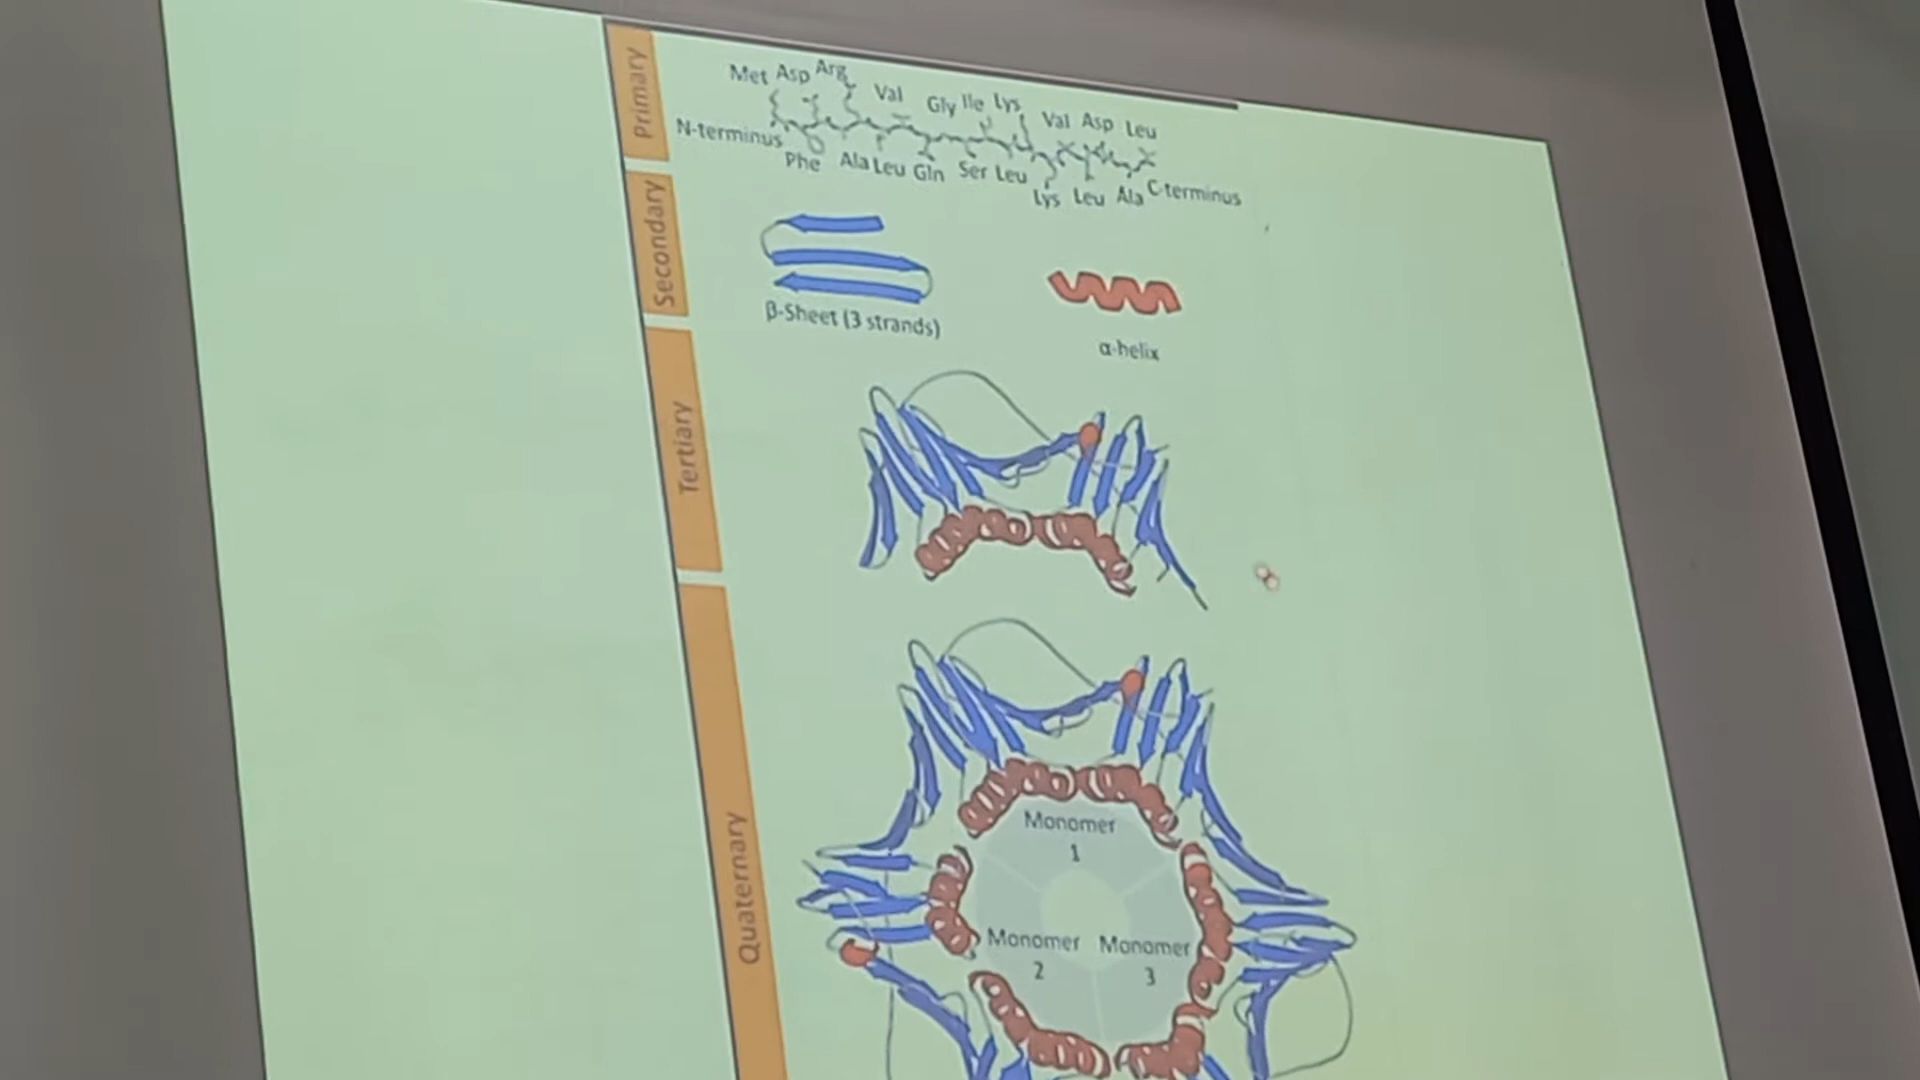 Primary
Met Asp Arg Val Gly Ile Lys Val Asp Leu
N-terminus Phe Ala Leu Gln Ser Leu Lys Leu Ala C-terminus
Secondary
β-Sheet (3 strands)
α-helix
Tertiary
Quaternary
Monomer
1
Monomer
2
Monomer
3